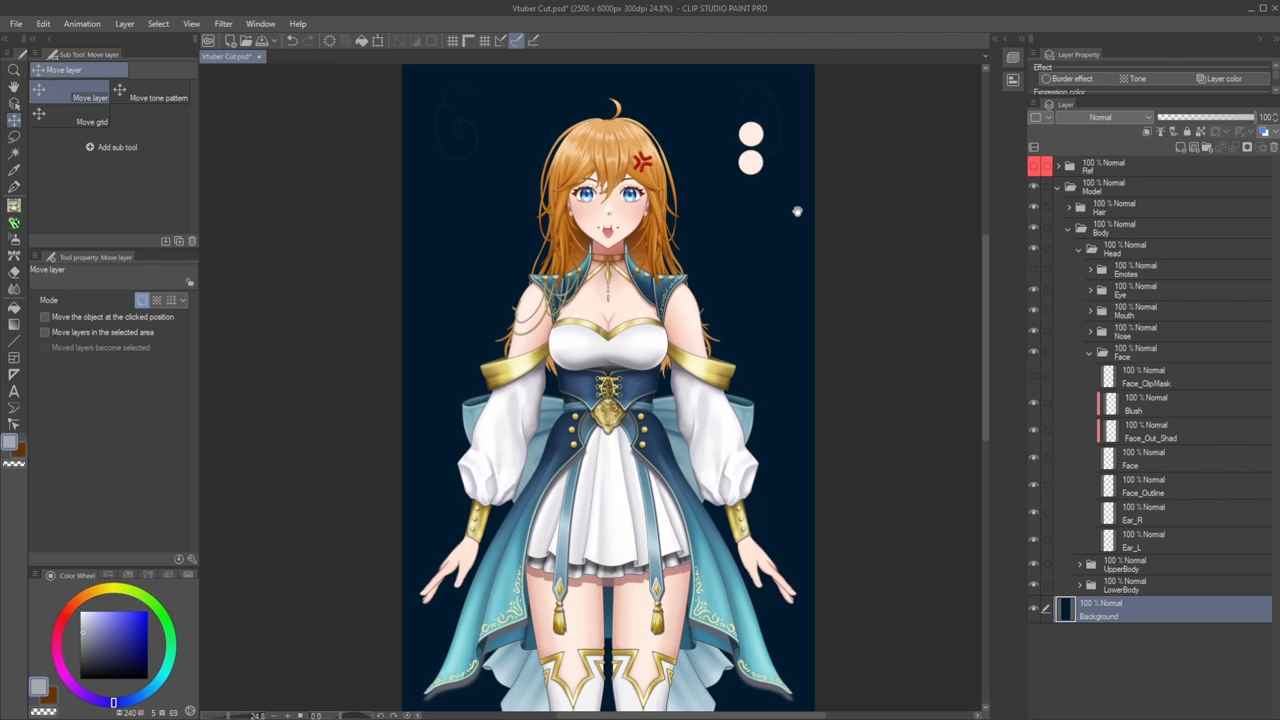 Vtuber Cut.psd* (2500 x 6000px 300dpi 24.8%) - CLIP STUDIO PAINT PRO
File Edit Animation Layer Select View Filter Window Help
Sub Tool: Move layer
Vtuber Cut.psd*
Move layer
Move layer
Move tone pattern
Move grid
Add sub tool
Tool property: Move layer
Move layer
Mode
Move the object at the clicked position
Move layers in the selected area
Moved layers become selected
Color Wheel
240 5 69
24.8
0.0
Layer Property
Effect
Border effect Tone Layer color
Expression color
Layer
Normal 100
100 % Normal
Ref
100 % Normal
Model
100 % Normal
Hair
100 % Normal
Body
100 % Normal
Head
100 % Normal
Emotes
100 % Normal
Eye
100 % Normal
Mouth
100 % Normal
Nose
100 % Normal
Face
100 % Normal
Face_ClipMask
100 % Normal
Blush
100 % Normal
Face_Out_Shad
100 % Normal
Face
100 % Normal
Face_Outline
100 % Normal
Ear_R
100 % Normal
Ear_L
100 % Normal
UpperBody
100 % Normal
LowerBody
100 % Normal
Background